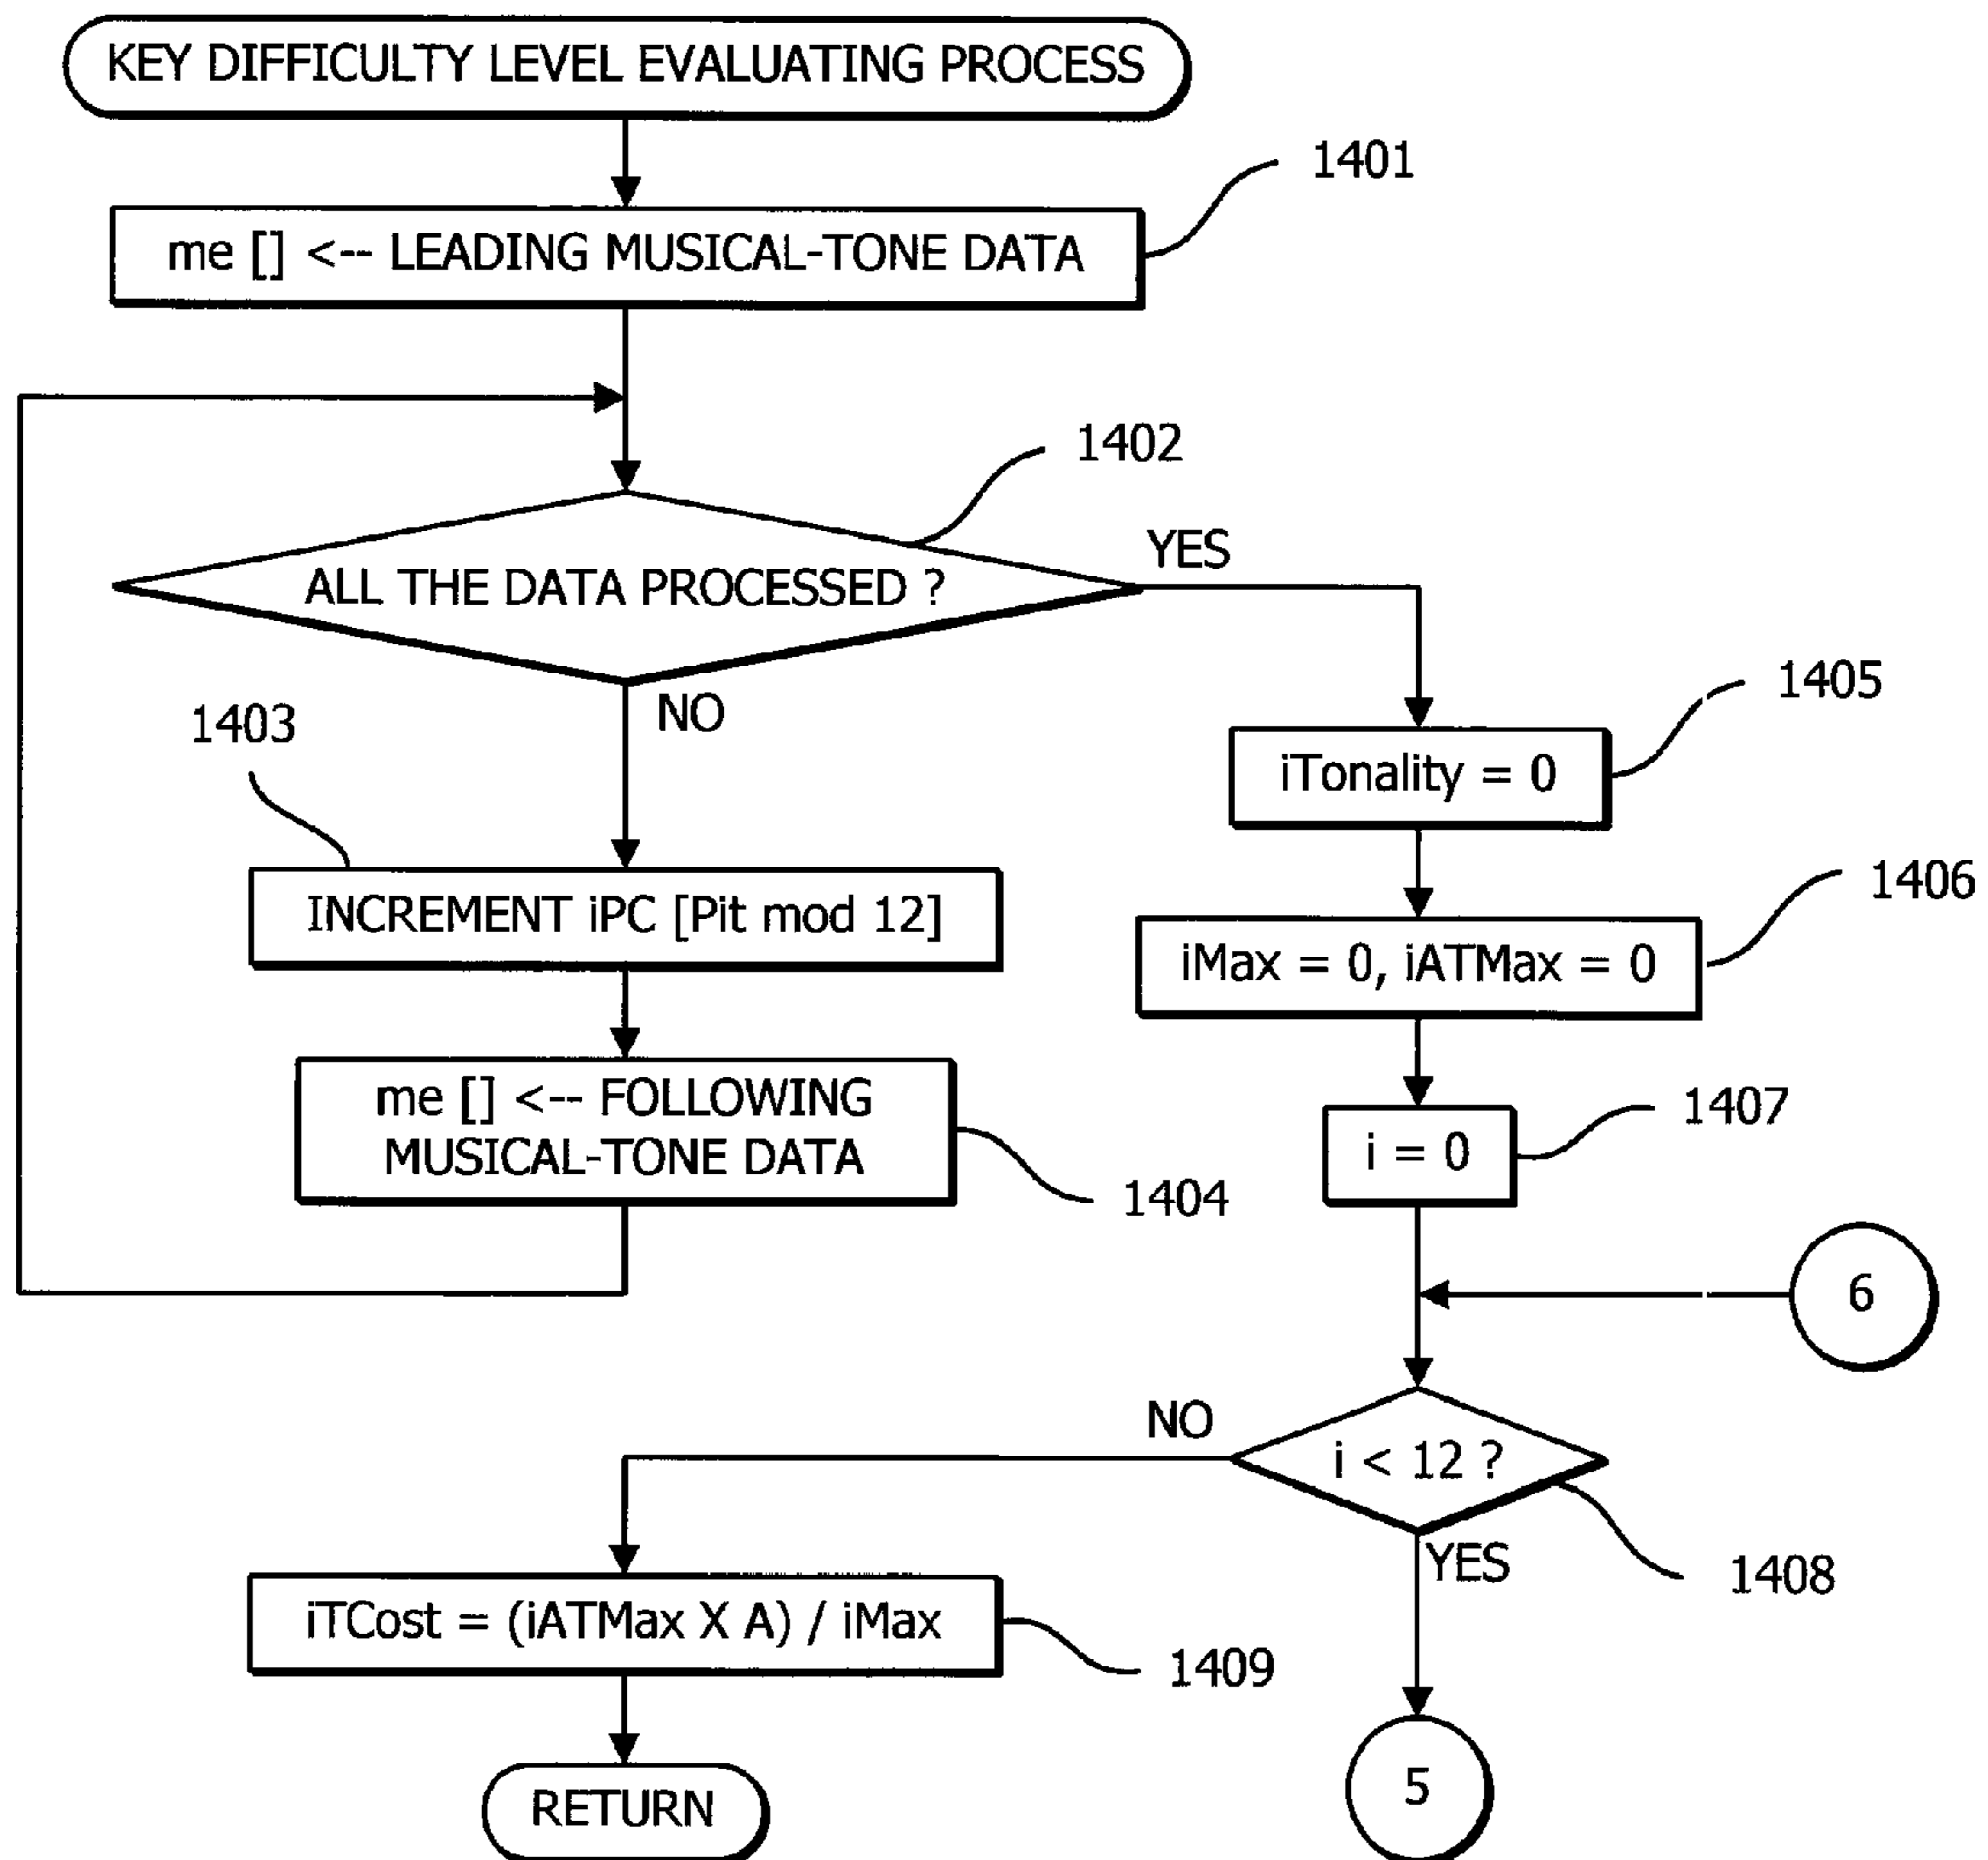 KEY DIFFICULTY LEVEL EVALUATING PROCESS
1401
me [] <-- LEADING MUSICAL-TONE DATA
1402
YES
ALL THE DATA PROCESSED ?
NO
1403
1405
iTonality = 0
INCREMENT iPC [Pit mod 12]
1406
iMax = 0, iATMax = 0
me [] <-- FOLLOWING
MUSICAL-TONE DATA
1404
1407
i = 0
6
NO
i < 12 ?
YES
1408
iTCost = (iATMax X A) / iMax
1409
RETURN
5